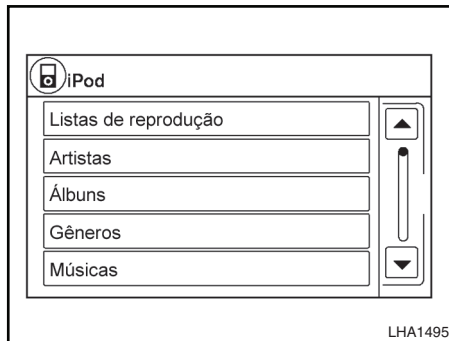 iPod
Listas de reprodução
Artistas
Álbuns
Gêneros
Músicas
LHA1495